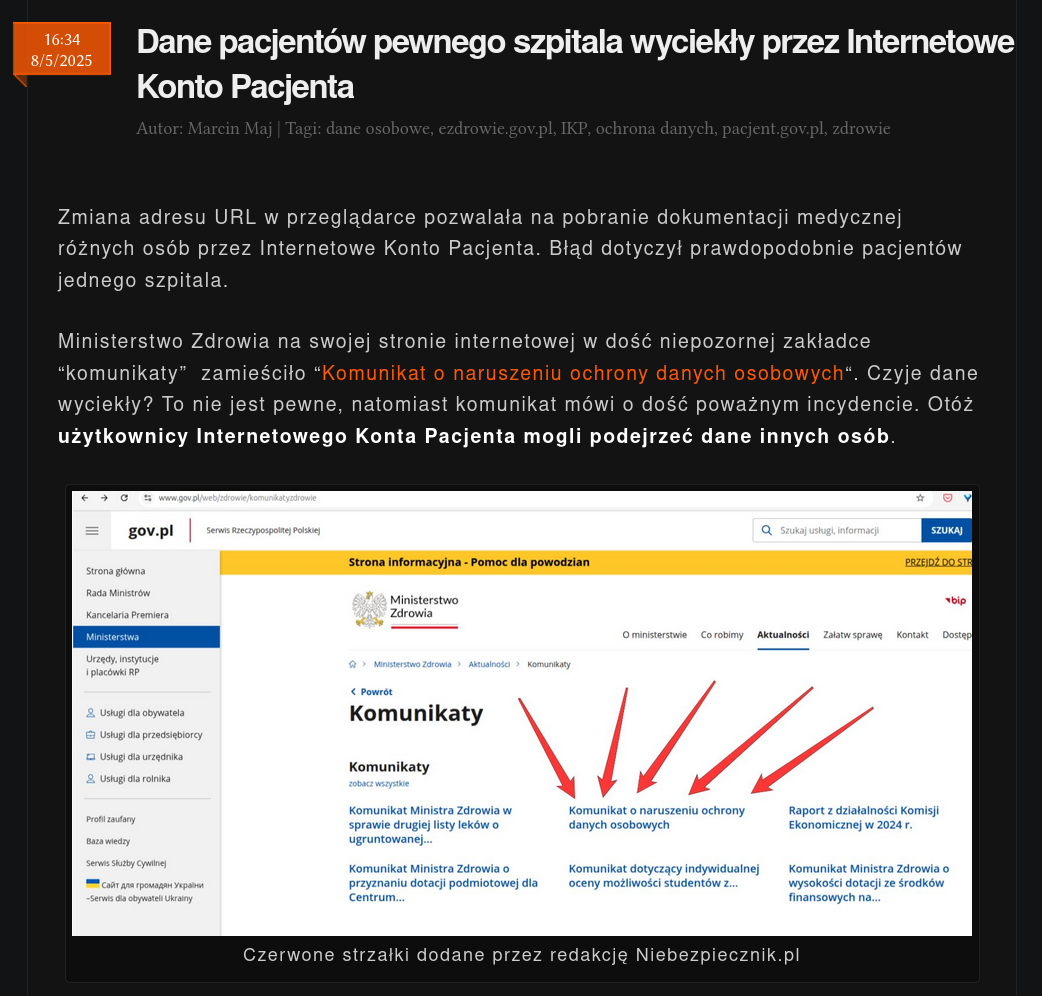 16:34
8/5/2025
Dane pacjentów pewnego szpitala wyciekły przez Internetowe
Konto Pacjenta
Autor: Marcin Maj | Tagi: dane osobowe, ezdrowie.gov.pl, IKP, ochrona danych, pacjent.gov.pl, zdrowie
Zmiana adresu URL w przeglądarce pozwalała na pobranie dokumentacji medycznej
różnych osób przez Internetowe Konto Pacjenta. Błąd dotyczył prawdopodobnie pacjentów
jednego szpitala.
Ministerstwo Zdrowia na swojej stronie internetowej w dość niepozornej zakładce
“komunikaty”  zamieściło “Komunikat o naruszeniu ochrony danych osobowych“. Czyje dane
wyciekły? To nie jest pewne, natomiast komunikat mówi o dość poważnym incydencie. Otóż
użytkownicy Internetowego Konta Pacjenta mogli podejrzeć dane innych osób.
www.gov.pl/web/zdrowie/komunikatyzdrowie
gov.pl
Serwis Rzeczypospolitej Polskiej
Szukaj usługi, informacji
SZUKAJ
Strona główna
Rada Ministrów
Kancelaria Premiera
Ministerstwa
Urzędy, instytucje
i placówki RP
Usługi dla obywatela
Usługi dla przedsiębiorcy
Usługi dla urzędnika
Usługi dla rolnika
Profil zaufany
Baza wiedzy
Serwis Służby Cywilnej
Сайт для громадян України
–Serwis dla obywateli Ukrainy
Strona informacyjna - Pomoc dla powodzian
PRZEJDŹ DO STR
Ministerstwo
Zdrowia
bip
O ministerstwie Co robimy Aktualności Załatw sprawę Kontakt Dostęp
Ministerstwo Zdrowia > Aktualności > Komunikaty
Powrót
Komunikaty
Komunikaty
zobacz wszystkie
Komunikat Ministra Zdrowia w
sprawie drugiej listy leków o
ugruntowanej...
Komunikat o naruszeniu ochrony
danych osobowych
Raport z działalności Komisji
Ekonomicznej w 2024 r.
Komunikat Ministra Zdrowia o
przyznaniu dotacji podmiotowej dla
Centrum...
Komunikat dotyczący indywidualnej
oceny możliwości studentów z...
Komunikat Ministra Zdrowia o
wysokości dotacji ze środków
finansowych na...
Czerwone strzałki dodane przez redakcję Niebezpiecznik.pl